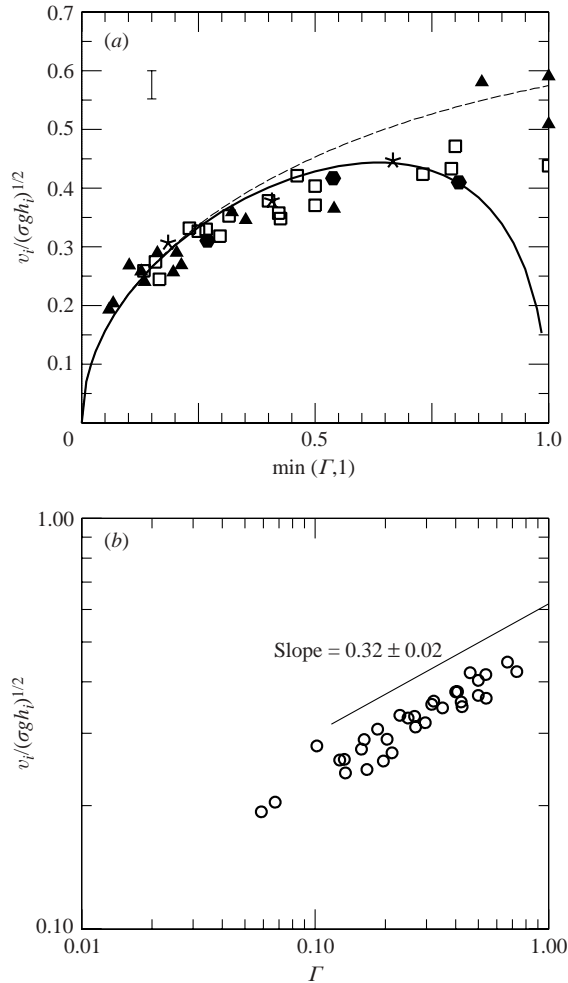 0.7
(a)
0.6
0.5
0.4
v_i/(σgh_i)^{1/2}
0.3
0.2
0.1
0
0.5
1.0
min (Γ,1)
1.00
(b)
Slope = 0.32 ± 0.02
v_i/(σgh_i)^{1/2}
0.10
0.01
0.10
1.00
Γ